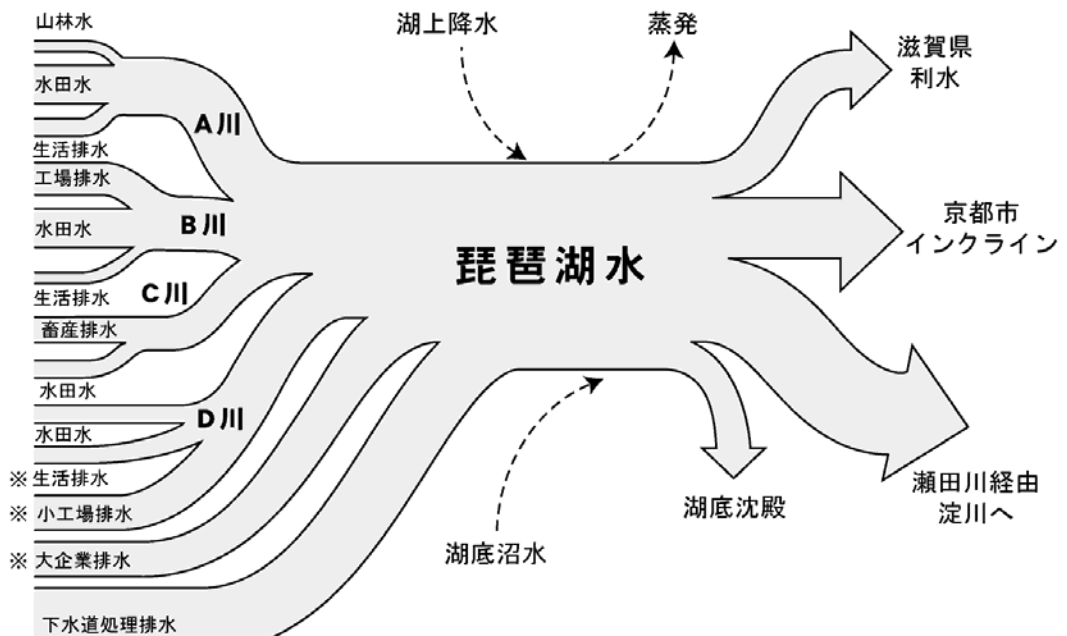 山林水
水田水
A川
生活排水
工場排水
水田水
B川
生活排水
C川
畜産排水
水田水
D川
水田水
※生活排水
※小工場排水
※大企業排水
下水道処理排水
湖上降水
蒸発
琵琶湖水
湖底沼水
湖底沈殿
滋賀県
利水
京都市
インクライン
瀬田川経由
淀川へ